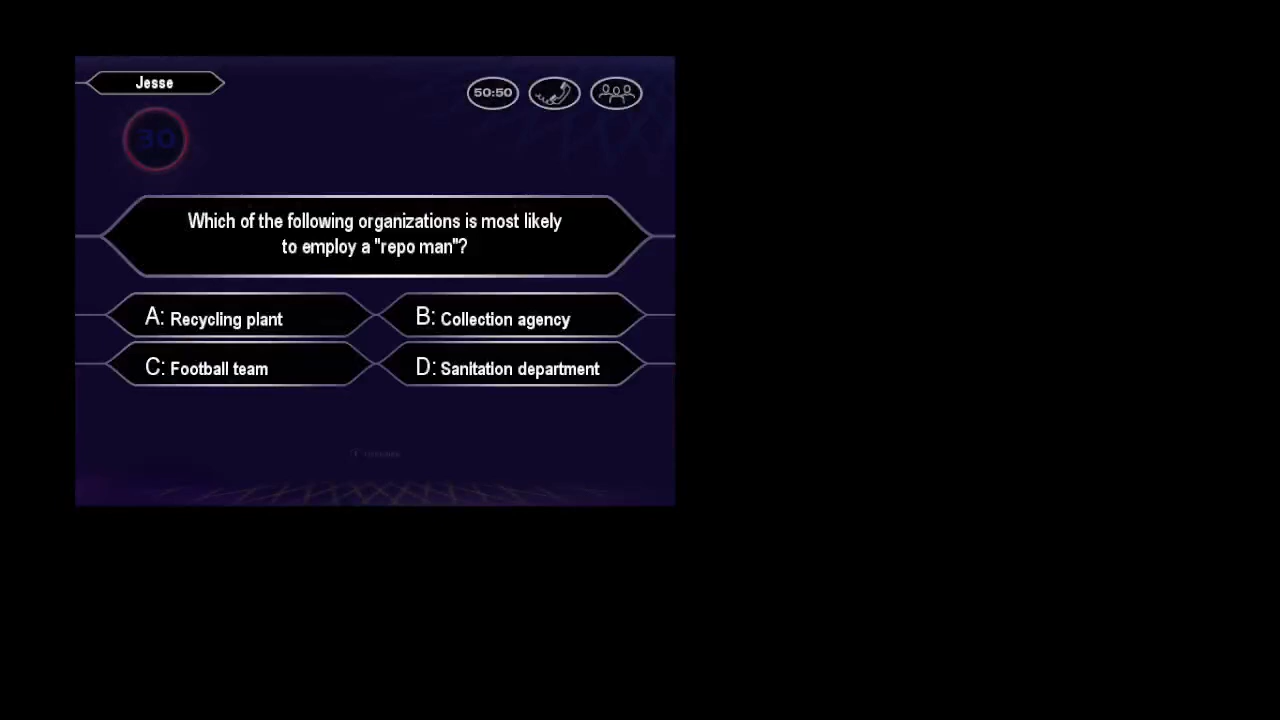 Jesse
50:50
30
Which of the following organizations is most likely
to employ a "repo man"?
A: Recycling plant
B: Collection agency
C: Football team
D: Sanitation department